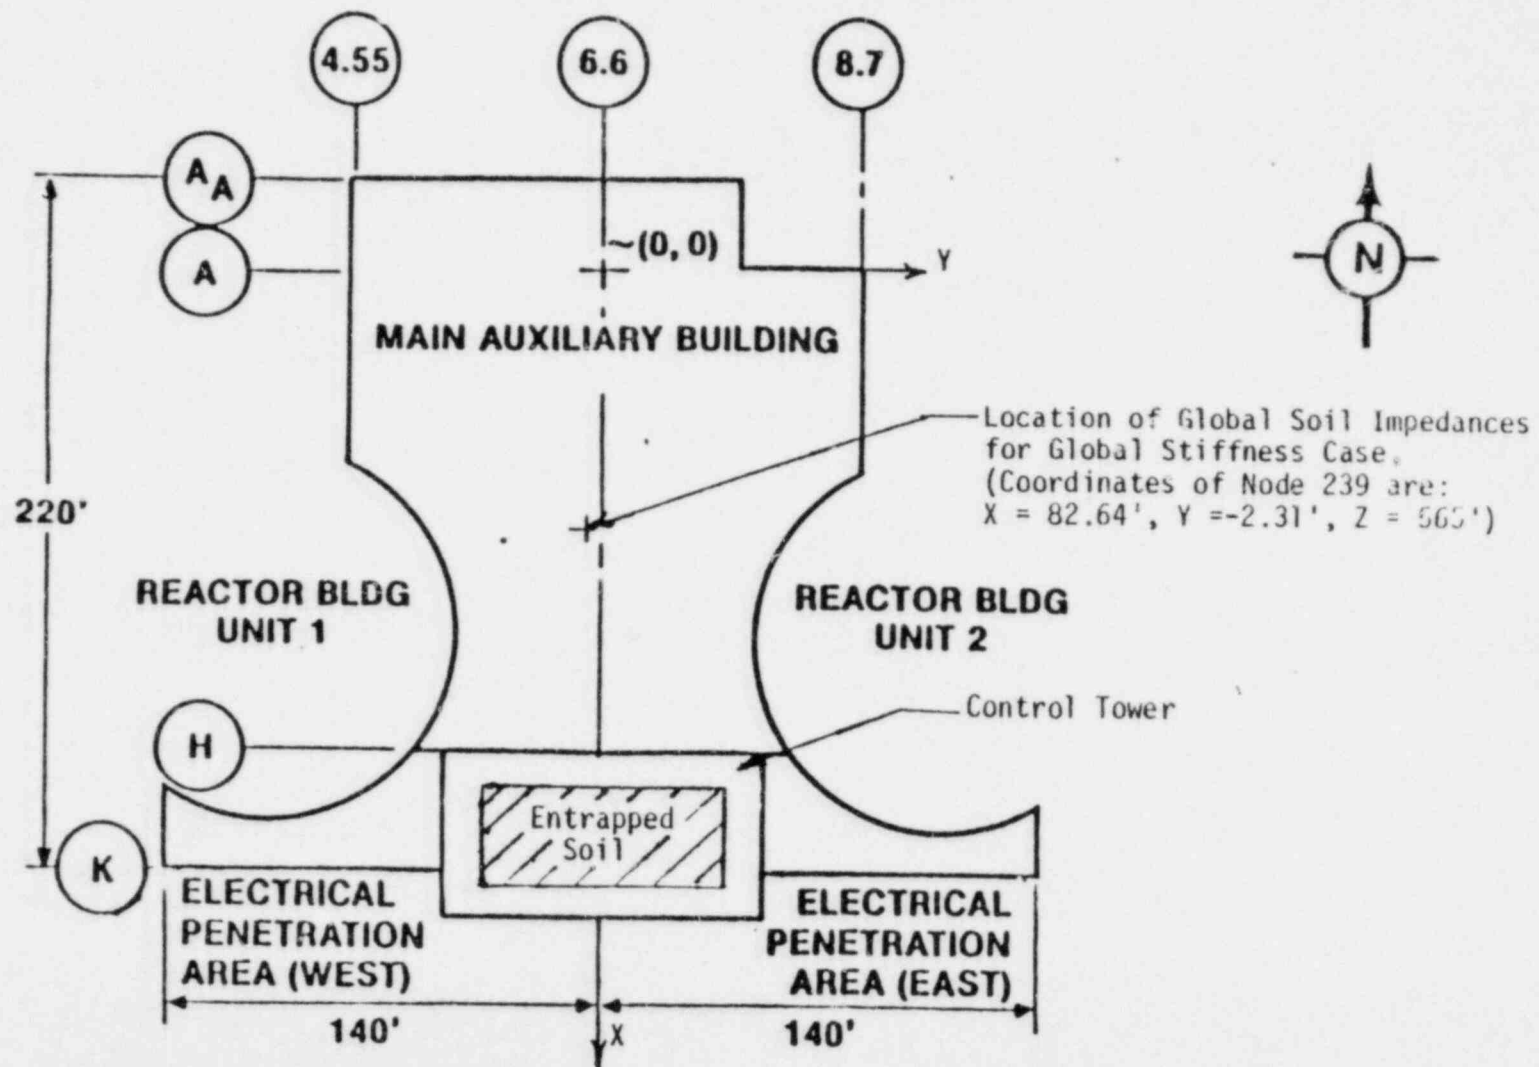 4.55
6.6
8.7
AA
~(0, 0)
A
Y
N
MAIN AUXILIARY BUILDING
Location of Global Soil Impedances
for Global Stiffness Case.
(Coordinates of Node 239 are:
X = 82.64', Y =-2.31', Z =
220'
REACTOR BLDG
UNIT 1
REACTOR BLDG
UNIT 2
Control Tower
H
Entrapped
Soil
K
ELECTRICAL
PENETRATION
AREA (WEST)
ELECTRICAL
PENETRATION
AREA (EAST)
140'
X
140'